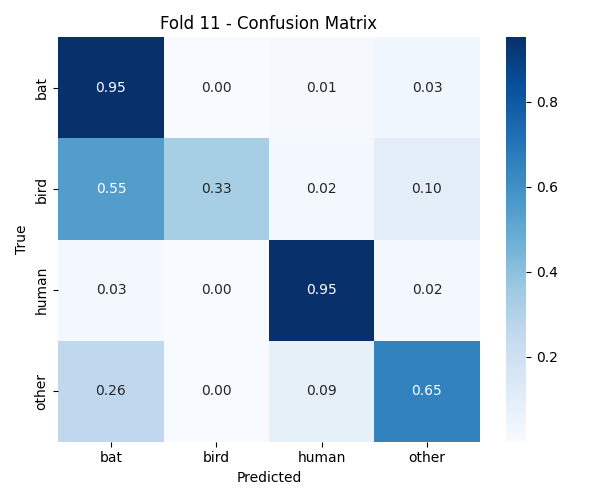 Fold 11 - Confusion Matrix
bat 0.95 0.00 0.01 0.03
bird 0.55 0.33 0.02 0.10
human 0.03 0.00 0.95 0.02
other 0.26 0.00 0.09 0.65
bat bird human other
True
Predicted
0.8
0.6
0.4
0.2